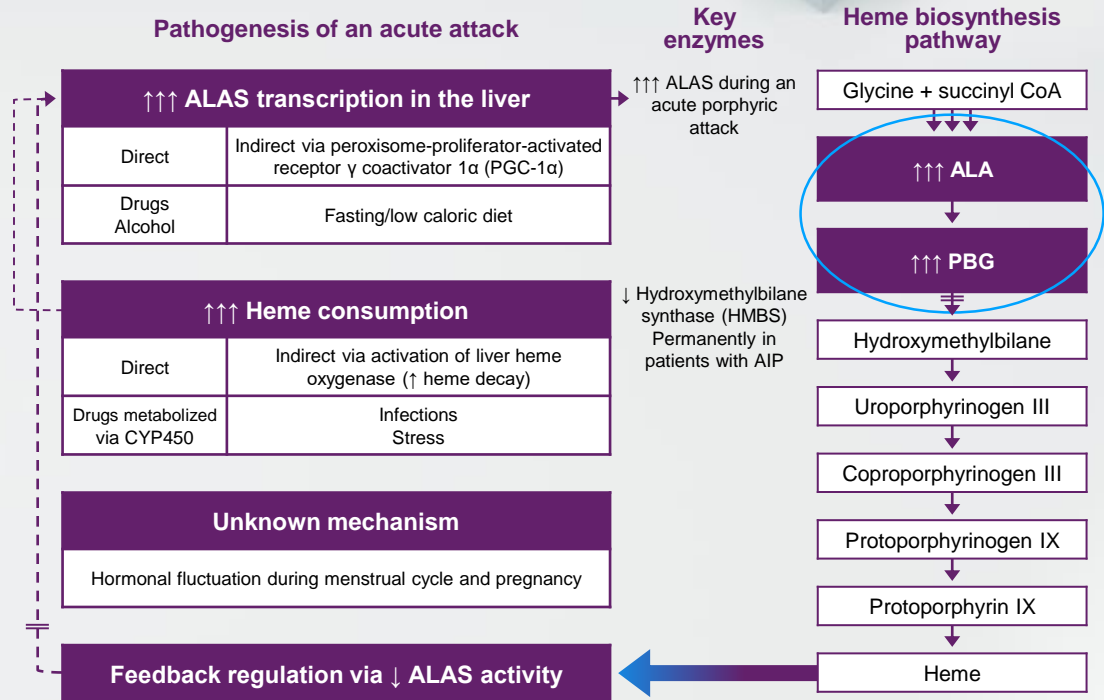 Pathogenesis of an acute attack
Key
enzymes
Heme biosynthesis
pathway
↑↑↑ ALAS transcription in the liver
Direct
Indirect via peroxisome-proliferator-activated
receptor γ coactivator 1α (PGC-1α)
Drugs
Alcohol
Fasting/low caloric diet
↑↑↑ Heme consumption
Direct
Indirect via activation of liver heme
oxygenase (↑ heme decay)
Drugs metabolized
via CYP450
Infections
Stress
Unknown mechanism
Hormonal fluctuation during menstrual cycle and pregnancy
Feedback regulation via ↓ ALAS activity
↑↑↑ ALAS during an
acute porphyric
attack
↓ Hydroxymethylbilane
synthase (HMBS)
Permanently in
patients with AIP
Glycine + succinyl CoA
↑↑↑ ALA
↑↑↑ PBG
Hydroxymethylbilane
Uroporphyrinogen III
Coproporphyrinogen III
Protoporphyrinogen IX
Protoporphyrin IX
Heme